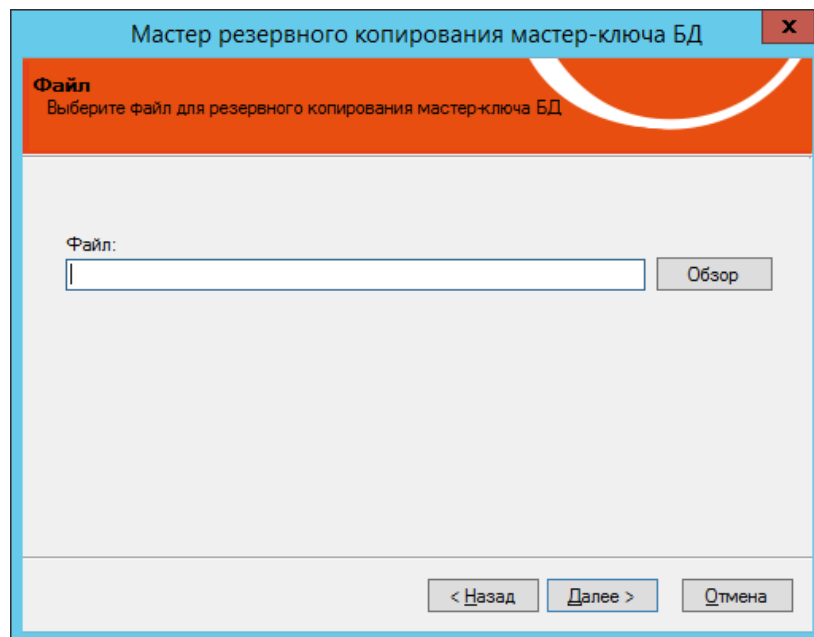 Мастер резервного копирования мастер-ключа БД
x
Файл
Выберите файл для резервного копирования мастер-ключа БД
Файл:
Обзор
< Назад
Далее >
Отмена